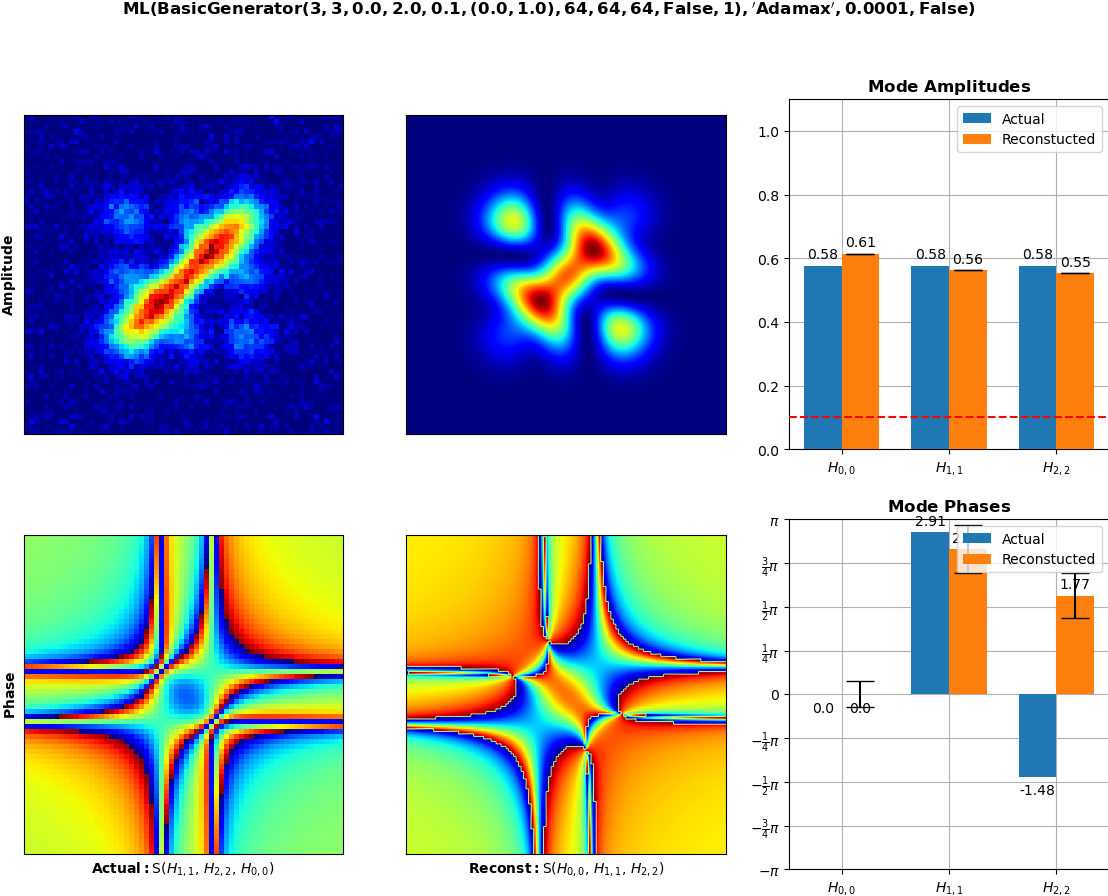 ML(BasicGenerator(3, 3, 0.0, 2.0, 0.1, (0.0, 1.0), 64, 64, 64, False, 1), 'Adamax', 0.0001, False)
Amplitude
Mode Amplitudes
Actual
Reconstucted
1.0
0.8
0.6
0.4
0.2
0.0
0.58
0.61
0.58
0.56
0.58
0.55
H0,0
H1,1
H2,2
Phase
Actual: S(H1,1, H2,2, H0,0)
Reconst: S(H0,0, H1,1, H2,2)
Mode Phases
Actual
Reconstucted
π
3/4π
1/2π
1/4π
0
−1/4π
−1/2π
−3/4π
−π
0.0
0.0
2.91
1.77
-1.48
H0,0
H1,1
H2,2